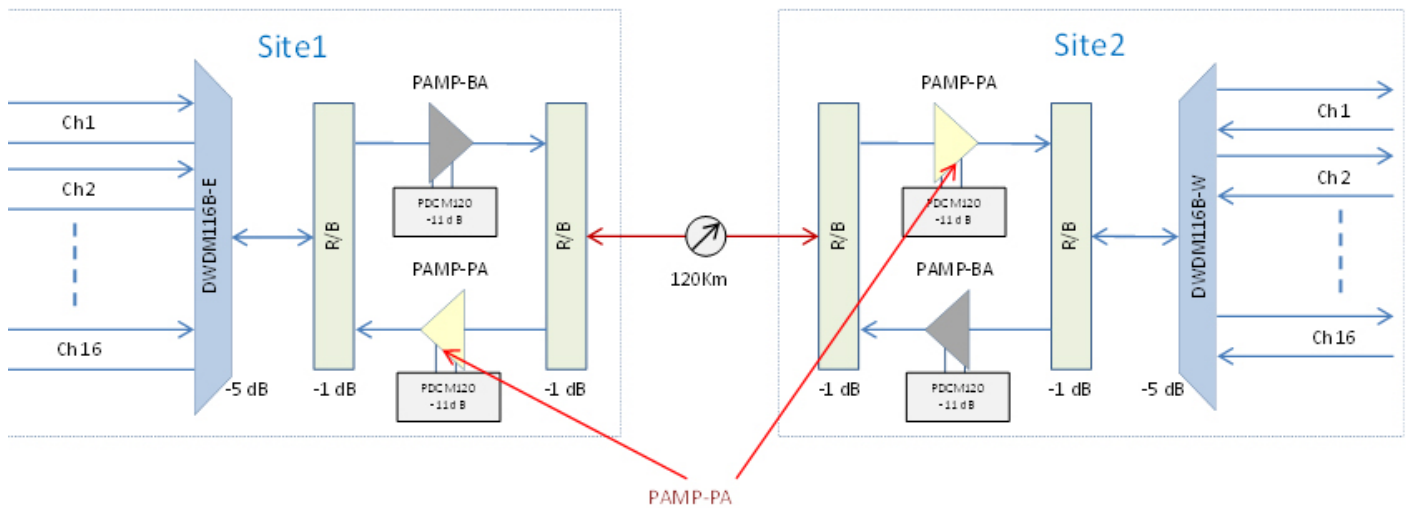 Site1
Site2
PAMP-BA
PAMP-PA
Ch1
Ch1
Ch2
Ch2
DWDM116B-E
R/B
PDCM120
-11 dB
R/B
R/B
PDCM120
-11 dB
R/B
DWDM116B-W
120Km
PAMP-PA
PAMP-BA
Ch16
Ch16
-5 dB
-1 dB
PDCM120
-11 dB
-1 dB
-1 dB
PDCM120
-11 dB
-1 dB
-5 dB
PAMP-PA